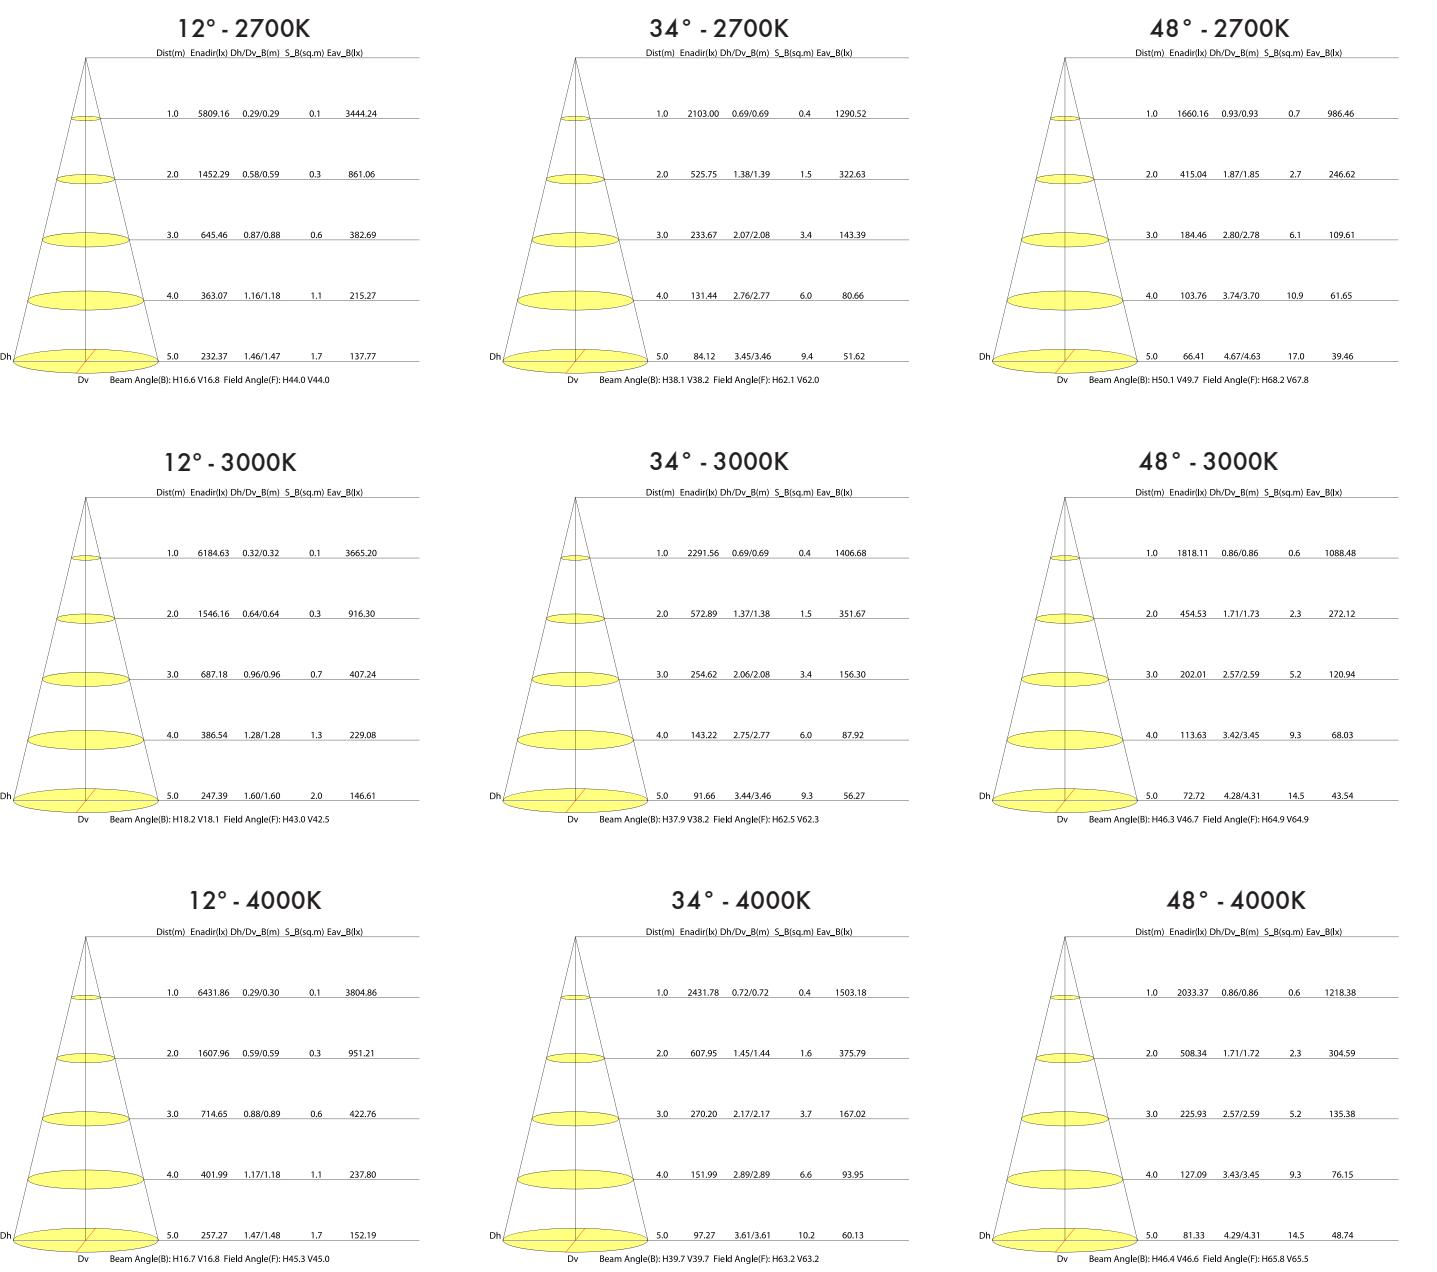 12° - 2700K
Dist(m) Enadir(lx) Dh/Dv_B(m) S_B(sq.m) Eav_B(lx)
1.0 5809.16 0.29/0.29 0.1 3444.24
2.0 1452.29 0.58/0.59 0.3 861.06
3.0 645.46 0.87/0.88 0.6 382.69
4.0 363.07 1.16/1.18 1.1 215.27
Dh 5.0 232.37 1.46/1.47 1.7 137.77
Dv Beam Angle(B): H16.6 V16.8 Field Angle(F): H44.0 V44.0
34° - 2700K
Dist(m) Enadir(lx) Dh/Dv_B(m) S_B(sq.m) Eav_B(lx)
1.0 2103.00 0.69/0.69 0.4 1290.52
2.0 525.75 1.38/1.39 1.5 322.63
3.0 233.67 2.07/2.08 3.4 143.39
4.0 131.44 2.76/2.77 6.0 80.66
Dh 5.0 84.12 3.45/3.46 9.4 51.62
Dv Beam Angle(B): H38.1 V38.2 Field Angle(F): H62.1 V62.0
48° - 2700K
Dist(m) Enadir(lx) Dh/Dv_B(m) S_B(sq.m) Eav_B(lx)
1.0 1660.16 0.93/0.93 0.7 986.46
2.0 415.04 1.87/1.85 2.7 246.62
3.0 184.46 2.80/2.78 6.1 109.61
4.0 103.76 3.74/3.70 10.9 61.65
Dh 5.0 66.41 4.67/4.63 17.0 39.46
Dv Beam Angle(B): H50.1 V49.7 Field Angle(F): H68.2 V67.8
12° - 3000K
Dist(m) Enadir(lx) Dh/Dv_B(m) S_B(sq.m) Eav_B(lx)
1.0 6184.63 0.32/0.32 0.1 3665.20
2.0 1546.16 0.64/0.64 0.3 916.30
3.0 687.18 0.96/0.96 0.7 407.24
4.0 386.54 1.28/1.28 1.3 229.08
Dh 5.0 247.39 1.60/1.60 2.0 146.61
Dv Beam Angle(B): H18.2 V18.1 Field Angle(F): H43.0 V42.5
34° - 3000K
Dist(m) Enadir(lx) Dh/Dv_B(m) S_B(sq.m) Eav_B(lx)
1.0 2291.56 0.69/0.69 0.4 1406.68
2.0 572.89 1.37/1.38 1.5 351.67
3.0 254.62 2.06/2.08 3.4 156.30
4.0 143.22 2.75/2.77 6.0 87.92
Dh 5.0 91.66 3.44/3.46 9.3 56.27
Dv Beam Angle(B): H37.9 V38.2 Field Angle(F): H62.5 V62.3
48° - 3000K
Dist(m) Enadir(lx) Dh/Dv_B(m) S_B(sq.m) Eav_B(lx)
1.0 1818.11 0.86/0.86 0.6 1088.48
2.0 454.53 1.71/1.73 2.3 272.12
3.0 202.01 2.57/2.59 5.2 120.94
4.0 113.63 3.42/3.45 9.3 68.03
Dh 5.0 72.72 4.28/4.31 14.5 43.54
Dv Beam Angle(B): H46.3 V46.7 Field Angle(F): H64.9 V64.9
12° - 4000K
Dist(m) Enadir(lx) Dh/Dv_B(m) S_B(sq.m) Eav_B(lx)
1.0 6431.86 0.29/0.30 0.1 3804.86
2.0 1607.96 0.59/0.59 0.3 951.21
3.0 714.65 0.88/0.89 0.6 422.76
4.0 401.99 1.17/1.18 1.1 237.80
Dh 5.0 257.27 1.47/1.48 1.7 152.19
Dv Beam Angle(B): H16.7 V16.8 Field Angle(F): H45.3 V45.0
34° - 4000K
Dist(m) Enadir(lx) Dh/Dv_B(m) S_B(sq.m) Eav_B(lx)
1.0 2431.78 0.72/0.72 0.4 1503.18
2.0 607.95 1.45/1.44 1.6 375.79
3.0 270.20 2.17/2.17 3.7 167.02
4.0 151.99 2.89/2.89 6.6 93.95
Dh 5.0 97.27 3.61/3.61 10.2 60.13
Dv Beam Angle(B): H39.7 V39.7 Field Angle(F): H63.2 V63.2
48° - 4000K
Dist(m) Enadir(lx) Dh/Dv_B(m) S_B(sq.m) Eav_B(lx)
1.0 2033.37 0.86/0.86 0.6 1218.38
2.0 508.34 1.71/1.72 2.3 304.59
3.0 225.93 2.57/2.59 5.2 135.38
4.0 127.09 3.43/3.45 9.3 76.15
Dh 5.0 81.33 4.29/4.31 14.5 48.74
Dv Beam Angle(B): H46.4 V46.6 Field Angle(F): H65.8 V65.5